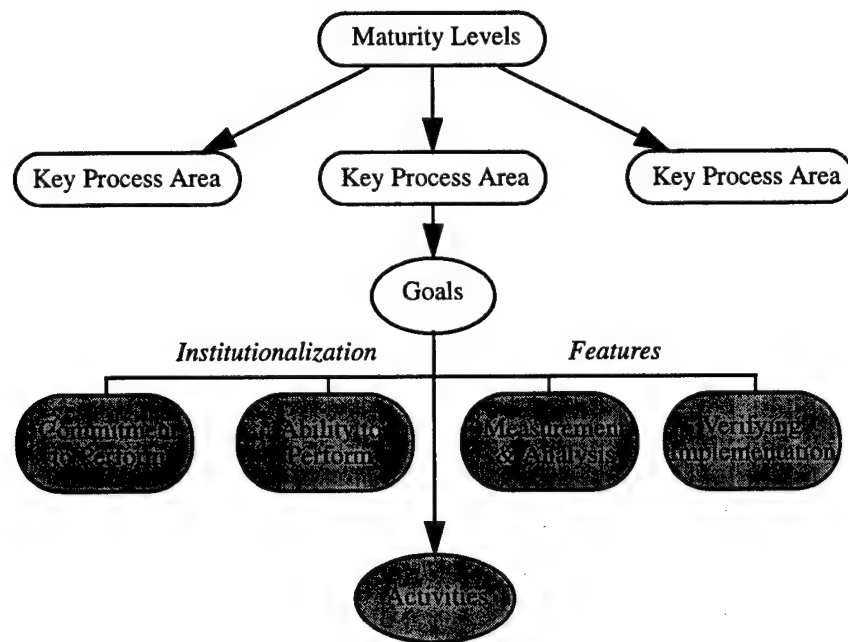 Maturity Levels
Key Process Area
Key Process Area
Key Process Area
Goals
Institutionalization
Features
Commitment
to Perform
Ability to
Perform
Measurement
& Analysis
Verifying
Implementation
Activities